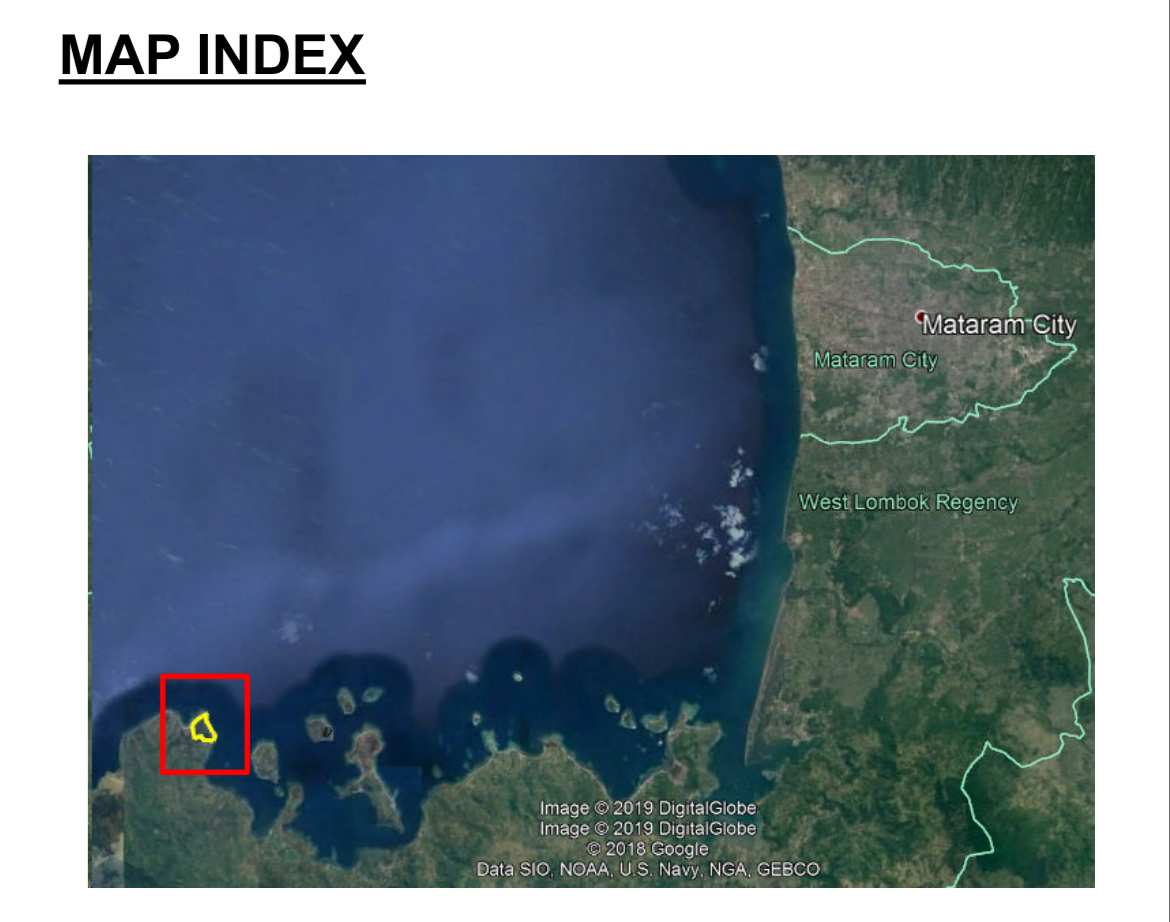 MAP INDEX
Mataram City
Mataram City
West Lombok Regency
Image © 2019 DigitalGlobe
Image © 2019 DigitalGlobe
© 2018 Google
Data SIO, NOAA, U.S. Navy, NGA, GEBCO